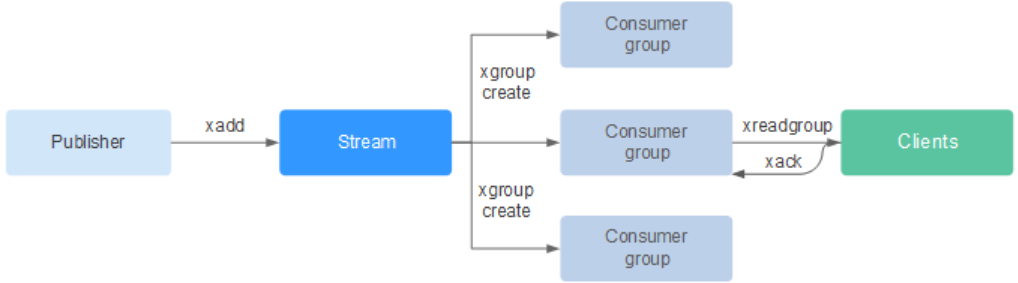 Consumer
group
xgroup
create
Publisher
xadd
Stream
Consumer
group
xreadgroup
xack
Clients
xgroup
create
Consumer
group